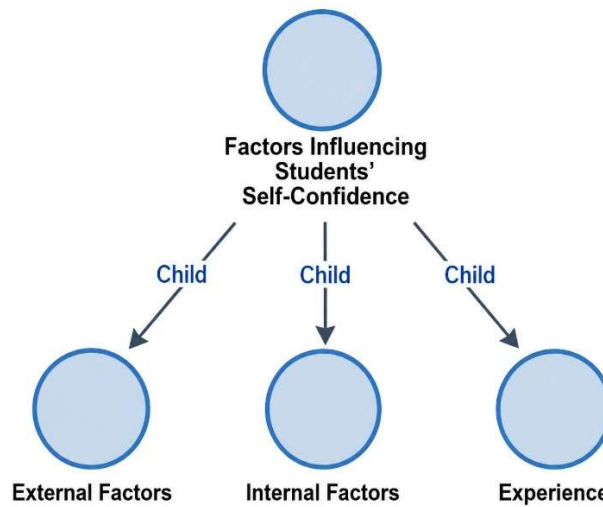 Factors Influencing
Students’
Self-Confidence
Child Child Child
External Factors Internal Factors Experience